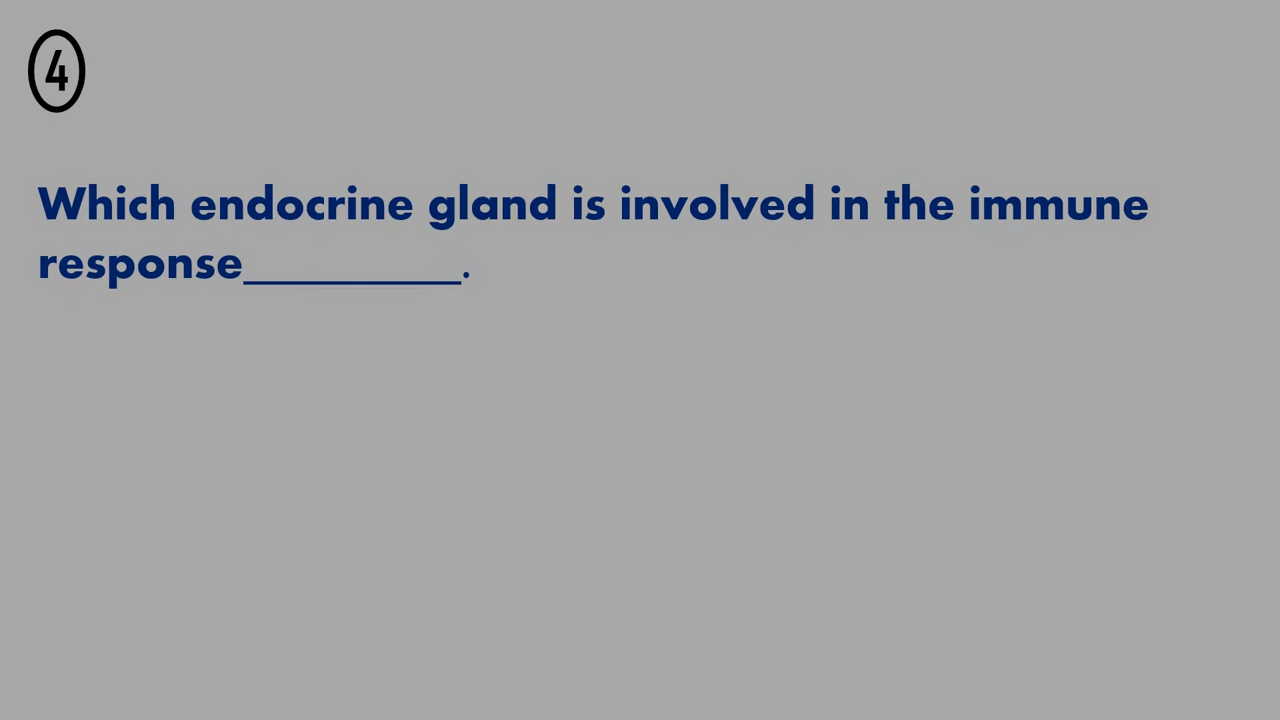 4
Which endocrine gland is involved in the immune
response__________.